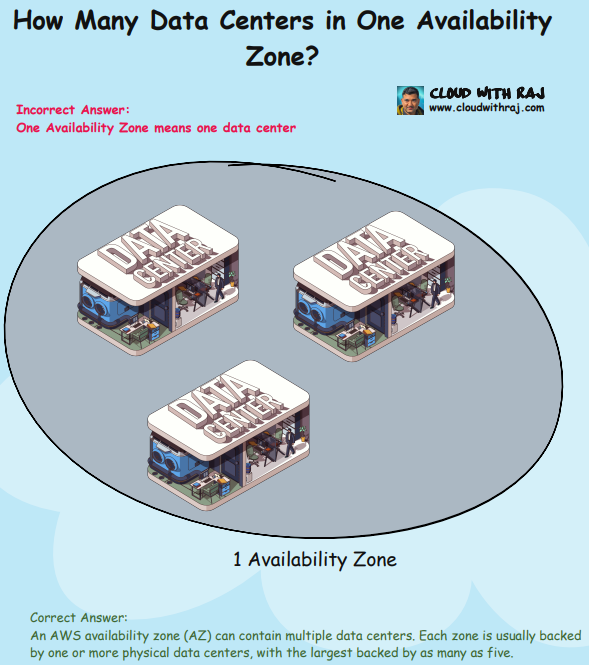 How Many Data Centers in One Availability
Zone?
CLOUD WITH RAJ
www.cloudwithraj.com
Incorrect Answer:
One Availability Zone means one data center
DATA
CENTER
DATA
CENTER
DATA
CENTER
1 Availability Zone
Correct Answer:
An AWS availability zone (AZ) can contain multiple data centers. Each zone is usually backed
by one or more physical data centers, with the largest backed by as many as five.